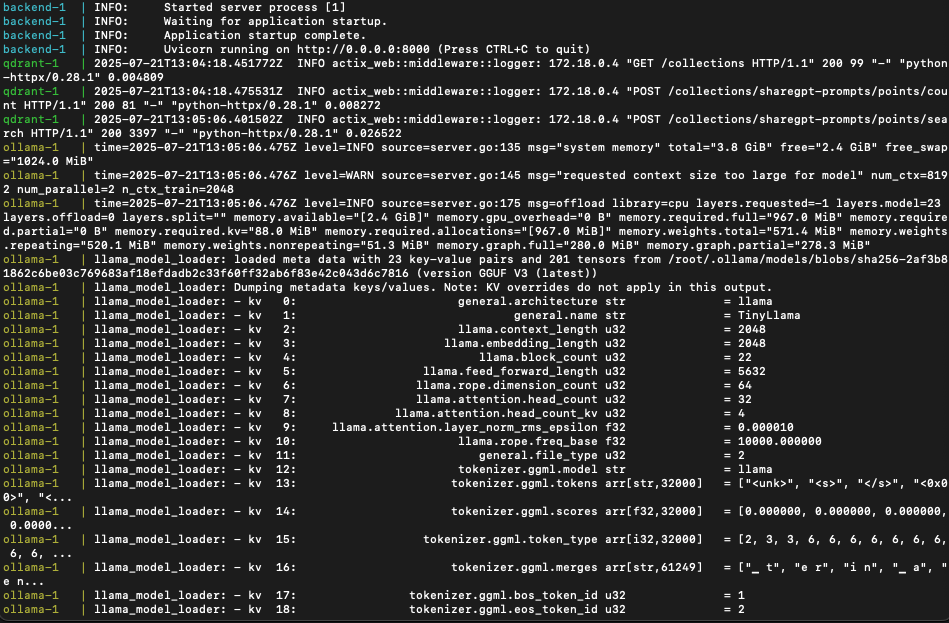 backend-1  | INFO:     Started server process [1]
backend-1  | INFO:     Waiting for application startup.
backend-1  | INFO:     Application startup complete.
backend-1  | INFO:     Uvicorn running on http://0.0.0.0:8000 (Press CTRL+C to quit)
qdrant-1   | 2025-07-21T13:04:18.451772Z  INFO actix_web::middleware::logger: 172.18.0.4 "GET /collections HTTP/1.1" 200 99 "-" "python
-httpx/0.28.1" 0.004809
qdrant-1   | 2025-07-21T13:04:18.475531Z  INFO actix_web::middleware::logger: 172.18.0.4 "POST /collections/sharegpt-prompts/points/cou
nt HTTP/1.1" 200 81 "-" "python-httpx/0.28.1" 0.008272
qdrant-1   | 2025-07-21T13:05:06.401502Z  INFO actix_web::middleware::logger: 172.18.0.4 "POST /collections/sharegpt-prompts/points/sea
rch HTTP/1.1" 200 3397 "-" "python-httpx/0.28.1" 0.026522
ollama-1   | time=2025-07-21T13:05:06.475Z level=INFO source=server.go:135 msg="system memory" total="3.8 GiB" free="2.4 GiB" free_swap
="1024.0 MiB"
ollama-1   | time=2025-07-21T13:05:06.476Z level=WARN source=server.go:145 msg="requested context size too large for model" num_ctx=819
2 num_parallel=2 n_ctx_train=2048
ollama-1   | time=2025-07-21T13:05:06.476Z level=INFO source=server.go:175 msg=offload library=cpu layers.requested=-1 layers.model=23
layers.offload=0 layers.split="" memory.available="[2.4 GiB]" memory.gpu_overhead="0 B" memory.required.full="967.0 MiB" memory.require
d.partial="0 B" memory.required.kv="88.0 MiB" memory.required.allocations="[967.0 MiB]" memory.weights.total="571.4 MiB" memory.weights
.repeating="520.1 MiB" memory.weights.nonrepeating="51.3 MiB" memory.graph.full="280.0 MiB" memory.graph.partial="278.3 MiB"
ollama-1   | llama_model_loader: loaded meta data with 23 key-value pairs and 201 tensors from /root/.ollama/models/blobs/sha256-2af3b8
1862c6be03c769683af18efdadb2c33f60ff32ab6f83e42c043d6c7816 (version GGUF V3 (latest))
ollama-1   | llama_model_loader: Dumping metadata keys/values. Note: KV overrides do not apply in this output.
ollama-1   | llama_model_loader: - kv   0:                       general.architecture str              = llama
ollama-1   | llama_model_loader: - kv   1:                               general.name str              = TinyLlama
ollama-1   | llama_model_loader: - kv   2:                       llama.context_length u32              = 2048
ollama-1   | llama_model_loader: - kv   3:                     llama.embedding_length u32              = 2048
ollama-1   | llama_model_loader: - kv   4:                          llama.block_count u32              = 22
ollama-1   | llama_model_loader: - kv   5:                  llama.feed_forward_length u32              = 5632
ollama-1   | llama_model_loader: - kv   6:                 llama.rope.dimension_count u32              = 64
ollama-1   | llama_model_loader: - kv   7:                 llama.attention.head_count u32              = 32
ollama-1   | llama_model_loader: - kv   8:              llama.attention.head_count_kv u32              = 4
ollama-1   | llama_model_loader: - kv   9:     llama.attention.layer_norm_rms_epsilon f32              = 0.000010
ollama-1   | llama_model_loader: - kv  10:                       llama.rope.freq_base f32              = 10000.000000
ollama-1   | llama_model_loader: - kv  11:                          general.file_type u32              = 2
ollama-1   | llama_model_loader: - kv  12:                       tokenizer.ggml.model str              = llama
ollama-1   | llama_model_loader: - kv  13:                      tokenizer.ggml.tokens arr[str,32000]   = ["<unk>", "<s>", "</s>", "<0x0
0>", "<...
ollama-1   | llama_model_loader: - kv  14:                      tokenizer.ggml.scores arr[f32,32000]   = [0.000000, 0.000000, 0.000000,
 0.0000...
ollama-1   | llama_model_loader: - kv  15:                  tokenizer.ggml.token_type arr[i32,32000]   = [2, 3, 3, 6, 6, 6, 6, 6, 6, 6,
 6, 6, ...
ollama-1   | llama_model_loader: - kv  16:                      tokenizer.ggml.merges arr[str,61249]   = ["▁ t", "e r", "i n", "▁ a", "
e n...
ollama-1   | llama_model_loader: - kv  17:                tokenizer.ggml.bos_token_id u32              = 1
ollama-1   | llama_model_loader: - kv  18:                tokenizer.ggml.eos_token_id u32              = 2